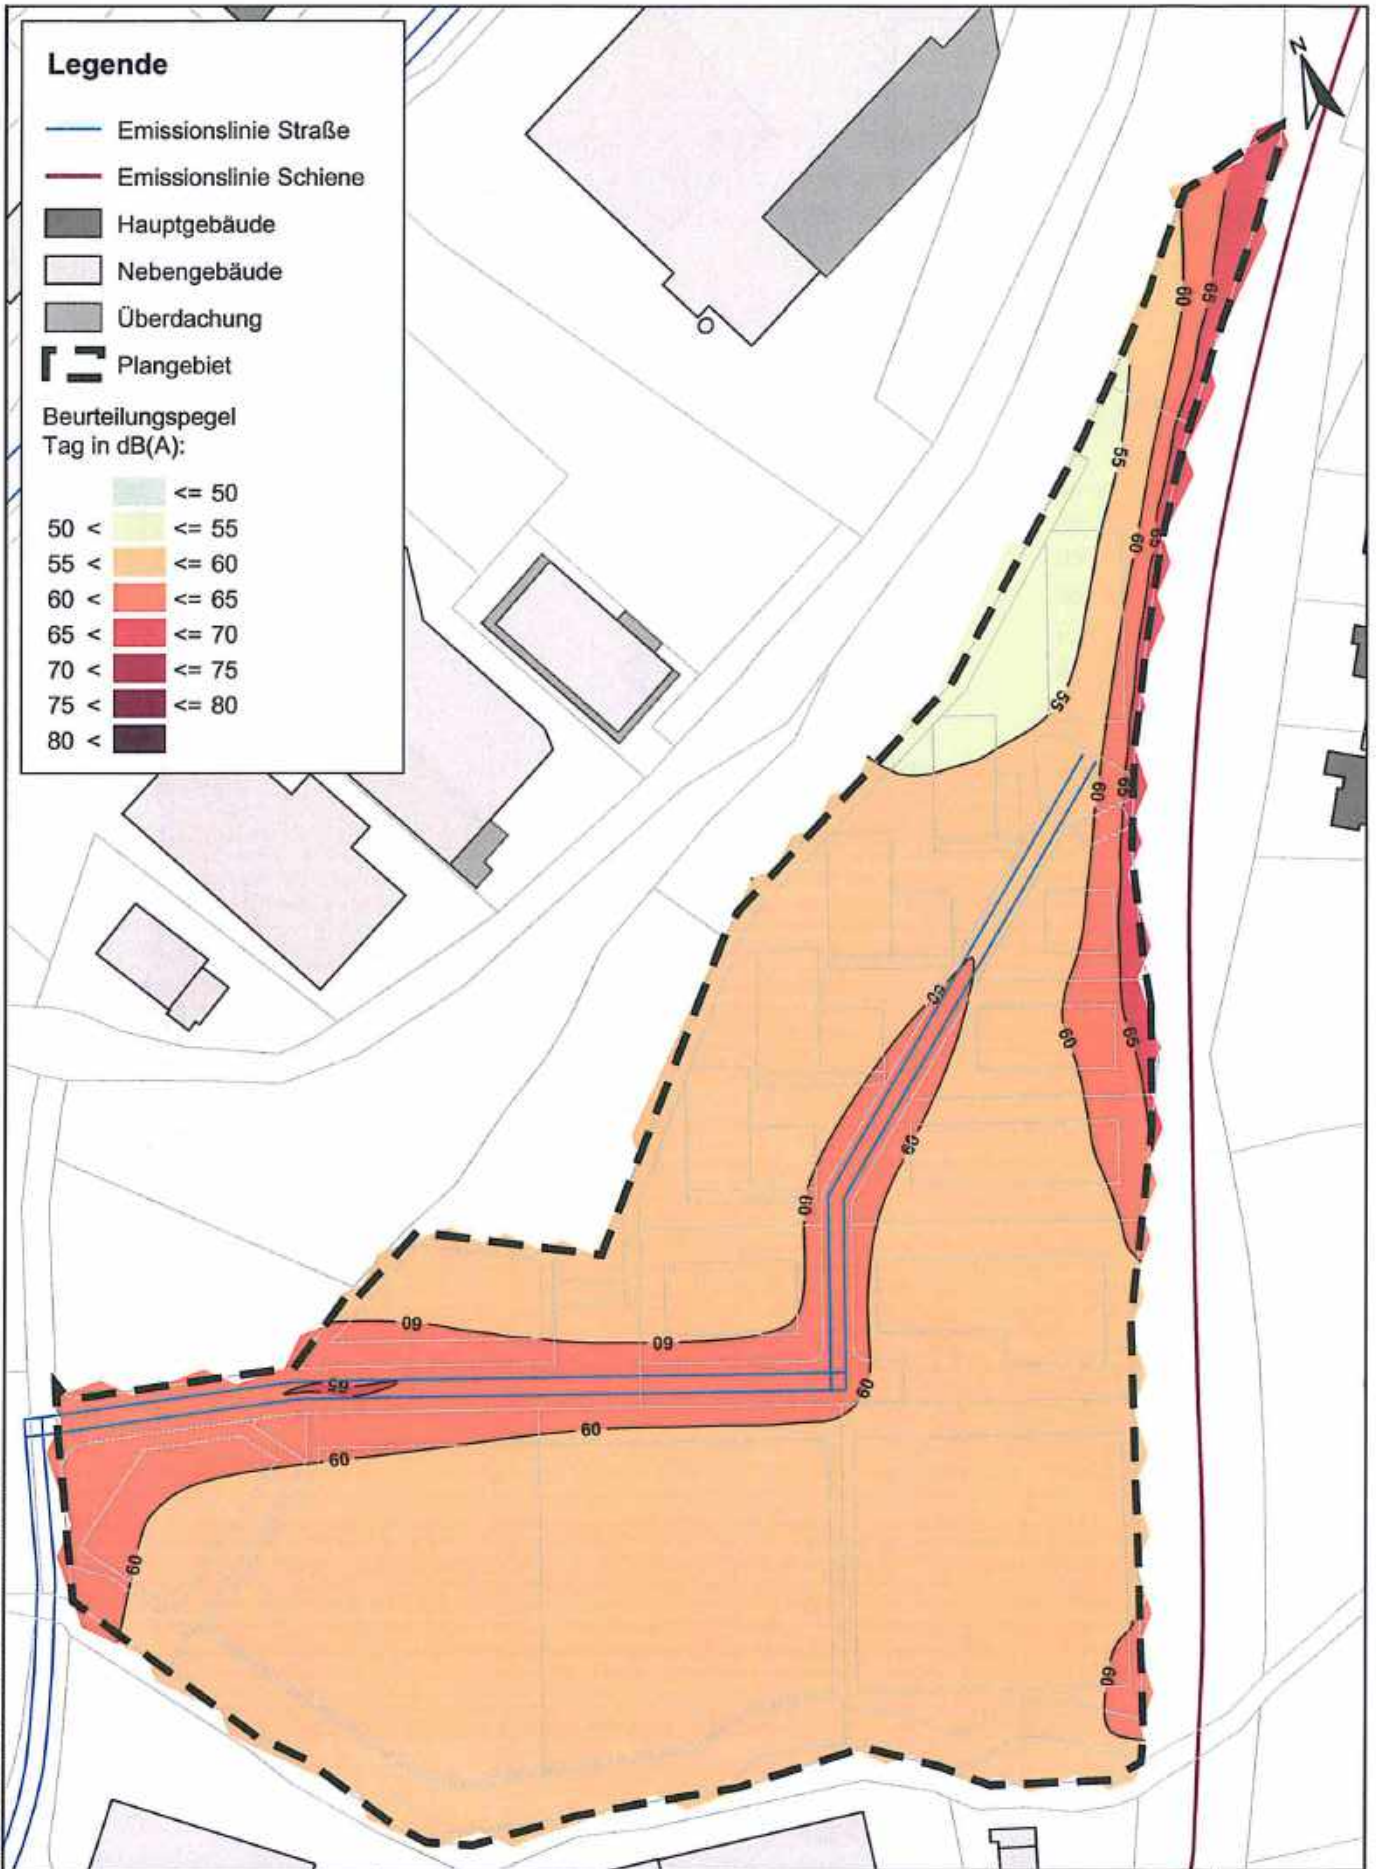 Legende
Emissionslinie Straße
Emissionslinie Schiene
Hauptgebäude
Nebengebäude
Überdachung
Plangebiet
Beurteilungspegel
Tag in dB(A):
<= 50
50 < <= 55
55 < <= 60
60 < <= 65
65 < <= 70
70 < <= 75
75 < <= 80
80 <
N
60
65
55
60
65
55
60
65
60
60
65
60
60
60
60
65
60
60
60
60
60